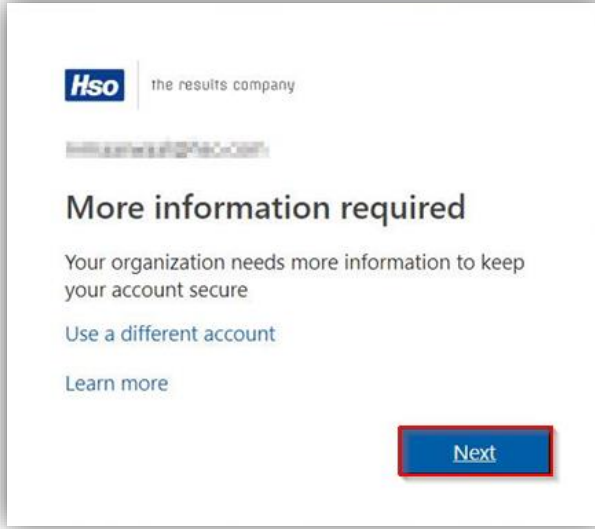 Hso
the results company
More information required
Your organization needs more information to keep
your account secure
Use a different account
Learn more
Next